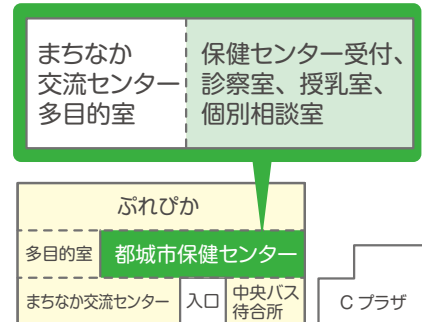 まちなか
交流センター
多目的室
保健センター受付、
診察室、授乳室、
個別相談室
ぷれぴか
多目的室
都城市保健センター
まちなか交流センター
入口
中央バス
待合所
C プラザ